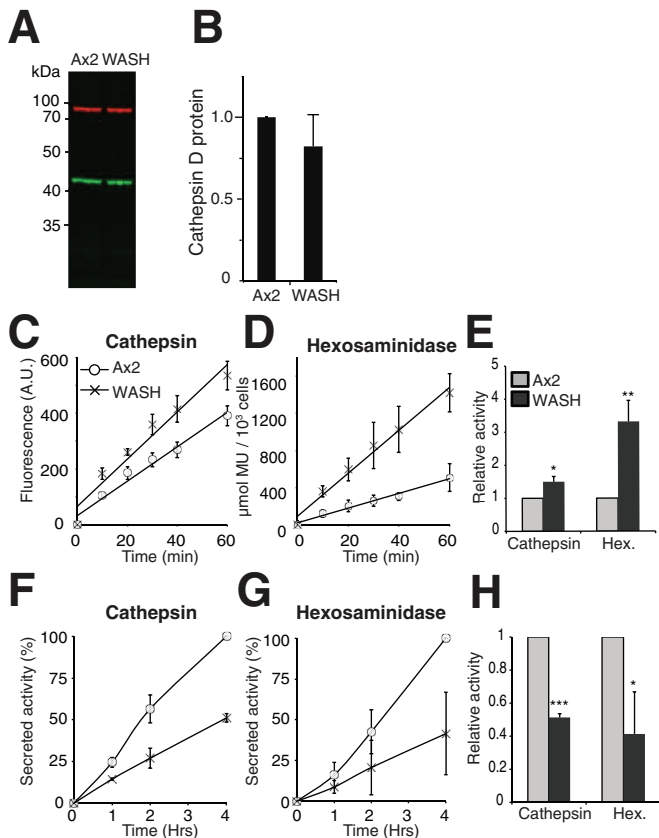 A
B
Ax2 WASH
kDa
100
70
50
40
35
Cathepsin D protein
1.0
0.5
0
Ax2 WASH
C
Cathepsin
Fluorescence (A.U.)
600
400
200
0
Ax2
WASH
0 20 40 60
Time (min)
D
Hexosaminidase
µmol MU / 10³ cells
1600
1200
800
400
0
0 20 40 60
Time (min)
E
Relative activity
5
4
3
2
1
0
Ax2
WASH
*
**
Cathepsin Hex.
F
Cathepsin
Secreted activity (%)
100
75
50
25
0
0 1 2 3 4
Time (Hrs)
G
Hexosaminidase
Secreted activity (%)
100
75
50
25
0
0 1 2 3 4
Time (Hrs)
H
Relative activity
1
0.8
0.6
0.4
0.2
0
***
*
Cathepsin Hex.